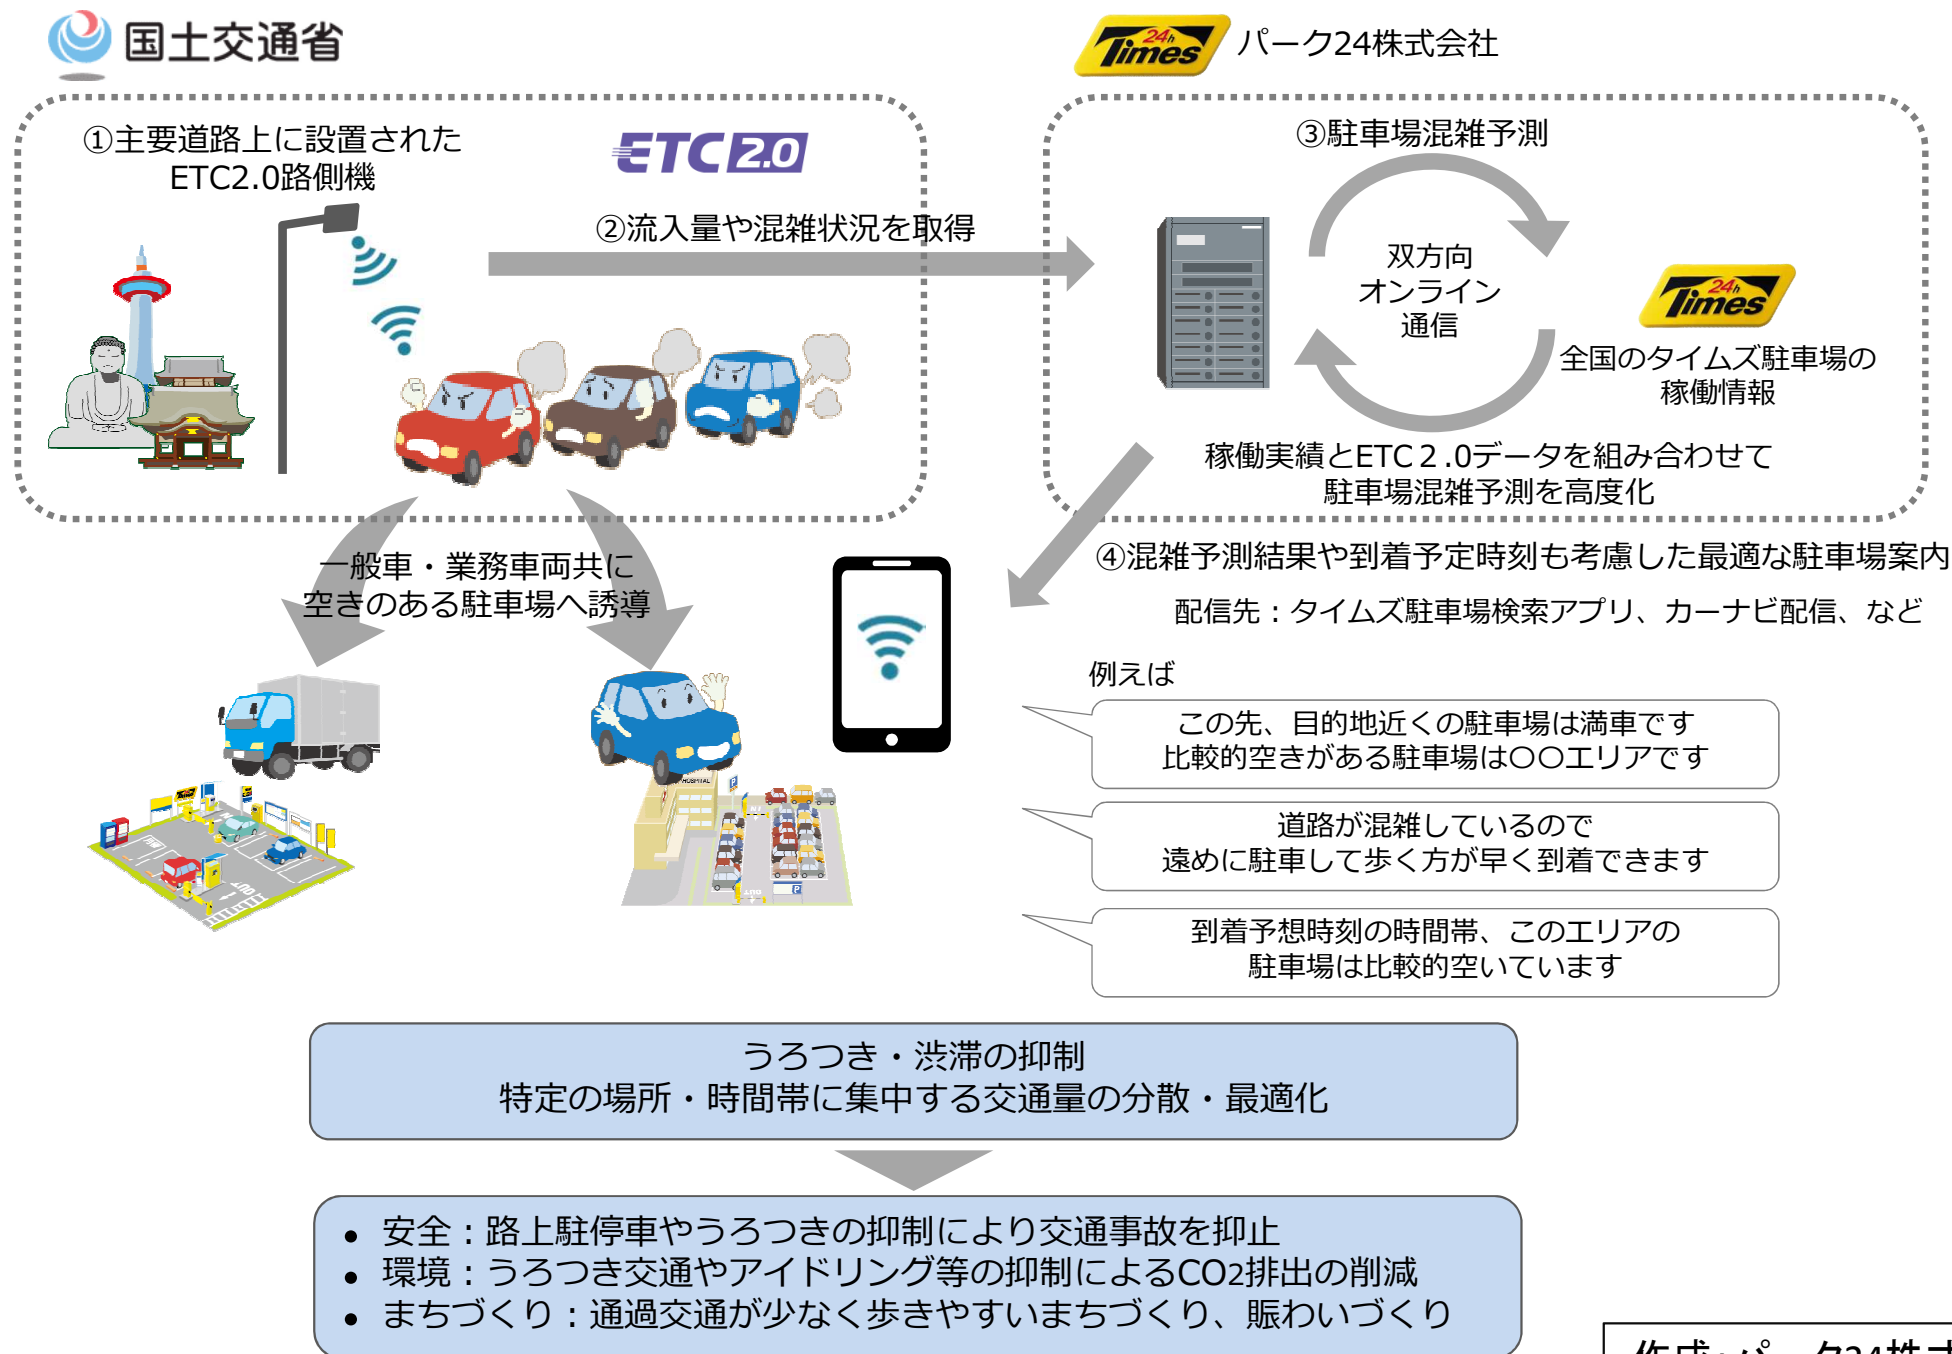 国土交通省
24h
Times
パーク24株式会社
①主要道路上に設置された
ETC2.0路側機
ETC 2.0
②流入量や混雑状況を取得
③駐車場混雑予測
双方向
オンライン
通信
24h
Times
全国のタイムズ駐車場の
稼働情報
稼働実績とETC２.0データを組み合わせて
駐車場混雑予測を高度化
一般車・業務車両共に
空きのある駐車場へ誘導
④混雑予測結果や到着予定時刻も考慮した最適な駐車場案内
配信先：タイムズ駐車場検索アプリ、カーナビ配信、など
例えば
この先、目的地近くの駐車場は満車です
比較的空きがある駐車場は〇〇エリアです
道路が混雑しているので
遠めに駐車して歩く方が早く到着できます
到着予想時刻の時間帯、このエリアの
駐車場は比較的空いています
HOSPITAL
P
IN
OUT
P
OUT
うろつき・渋滞の抑制
特定の場所・時間帯に集中する交通量の分散・最適化
● 安全：路上駐停車やうろつきの抑制により交通事故を抑止
● 環境：うろつき交通やアイドリング等の抑制によるCO2排出の削減
● まちづくり：通過交通が少なく歩きやすいまちづくり、賑わいづくり
作成：パーク24株